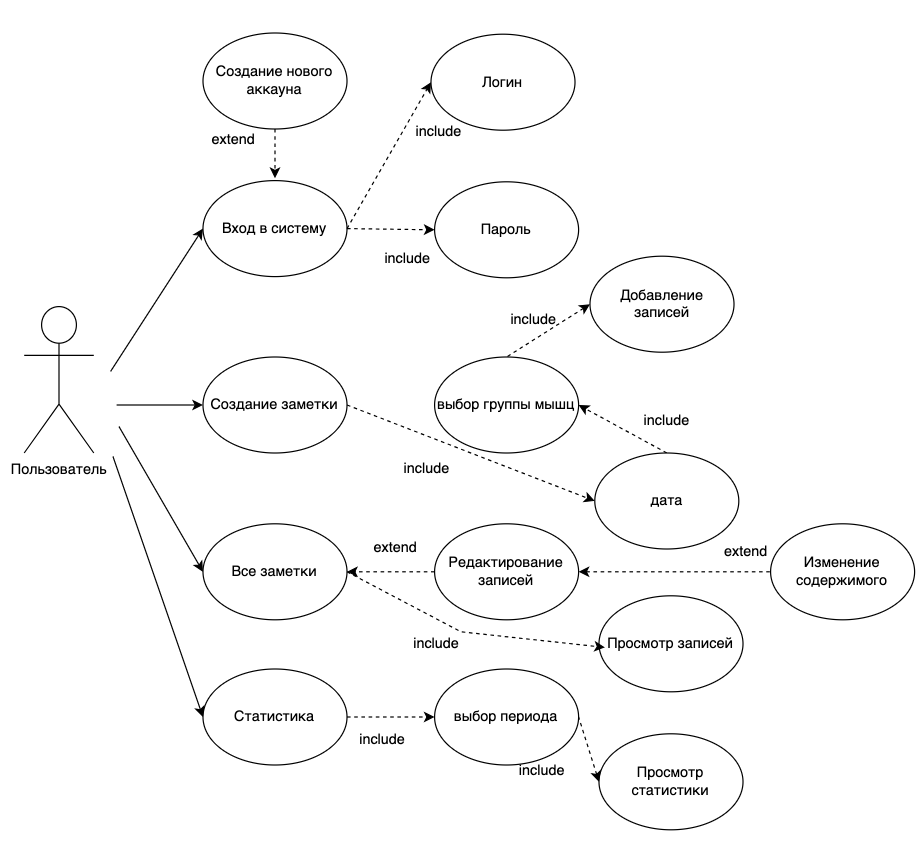 Создание нового
аккауна
Логин
extend
include
Вход в систему
Пароль
include
Добавление
записей
include
Создание заметки
выбор группы мышц
include
include
Пользователь
дата
extend
Редактирование
записей
extend
Изменение
содержимого
Все заметки
include
Просмотр записей
Статистика
выбор периода
include
include
Просмотр
статистики